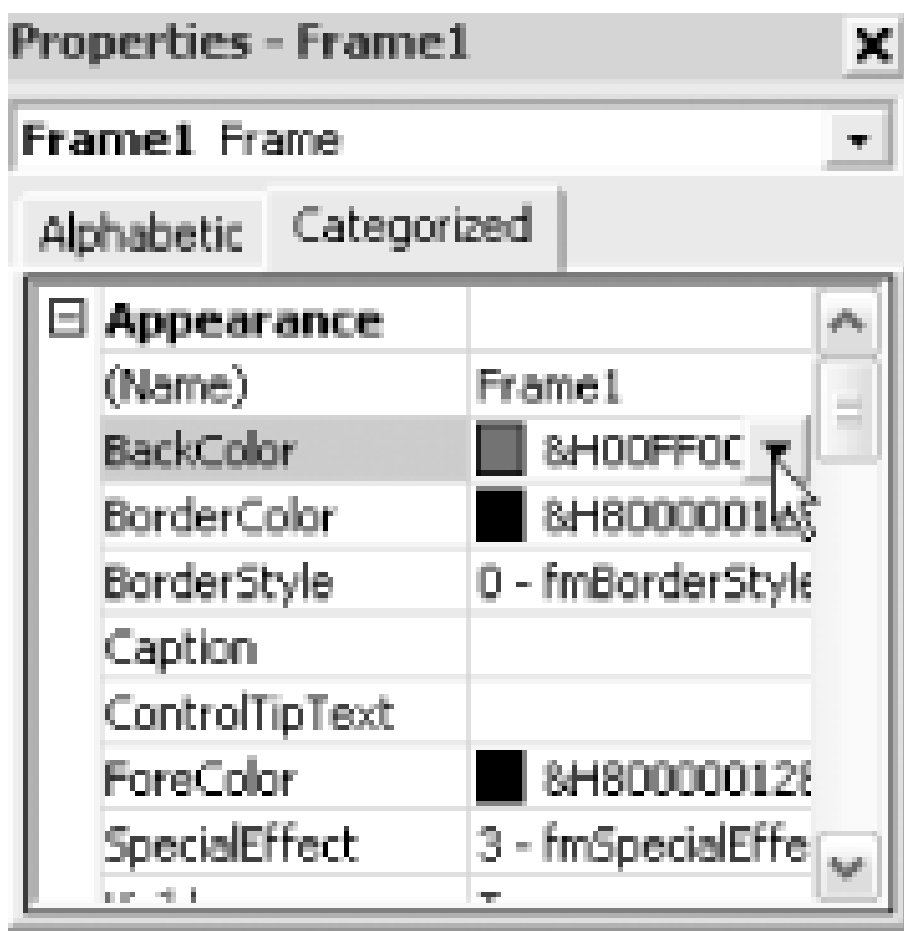 Properties - Frame1
Frame1 Frame
Alphabetic Categorized
Appearance
(Name) Frame1
BackColor &H00FF0C
BorderColor
BorderStyle 0 - fmBorderStyle
Caption
ControlTipText
ForeColor &H80000012&
SpecialEffect 3 - fmSpecialEffe